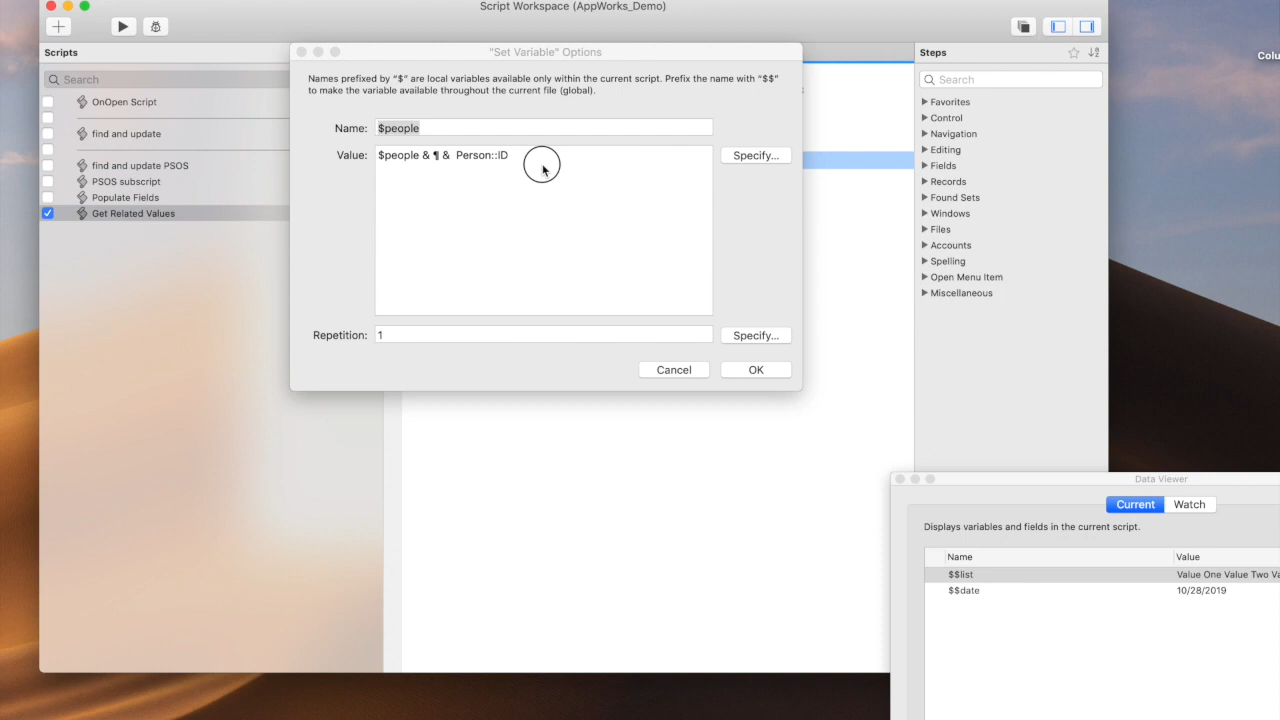 Script Workspace (AppWorks_Demo)
Scripts
Search
OnOpen Script
find and update
find and update PSOS
PSOS subscript
Populate Fields
Get Related Values
"Set Variable" Options
Names prefixed by "$" are local variables available only within the current script. Prefix the name with "$$"
to make the variable available throughout the current file (global).
Name: $people
Value: $people & ¶ & Person::ID
Specify...
Repetition: 1
Specify...
Cancel
OK
Steps
Search
Favorites
Control
Navigation
Editing
Fields
Records
Found Sets
Windows
Files
Accounts
Spelling
Open Menu Item
Miscellaneous
Data Viewer
Current
Watch
Displays variables and fields in the current script.
Name
Value
$$list
Value One Value Two Va
$$date
10/28/2019
Colu